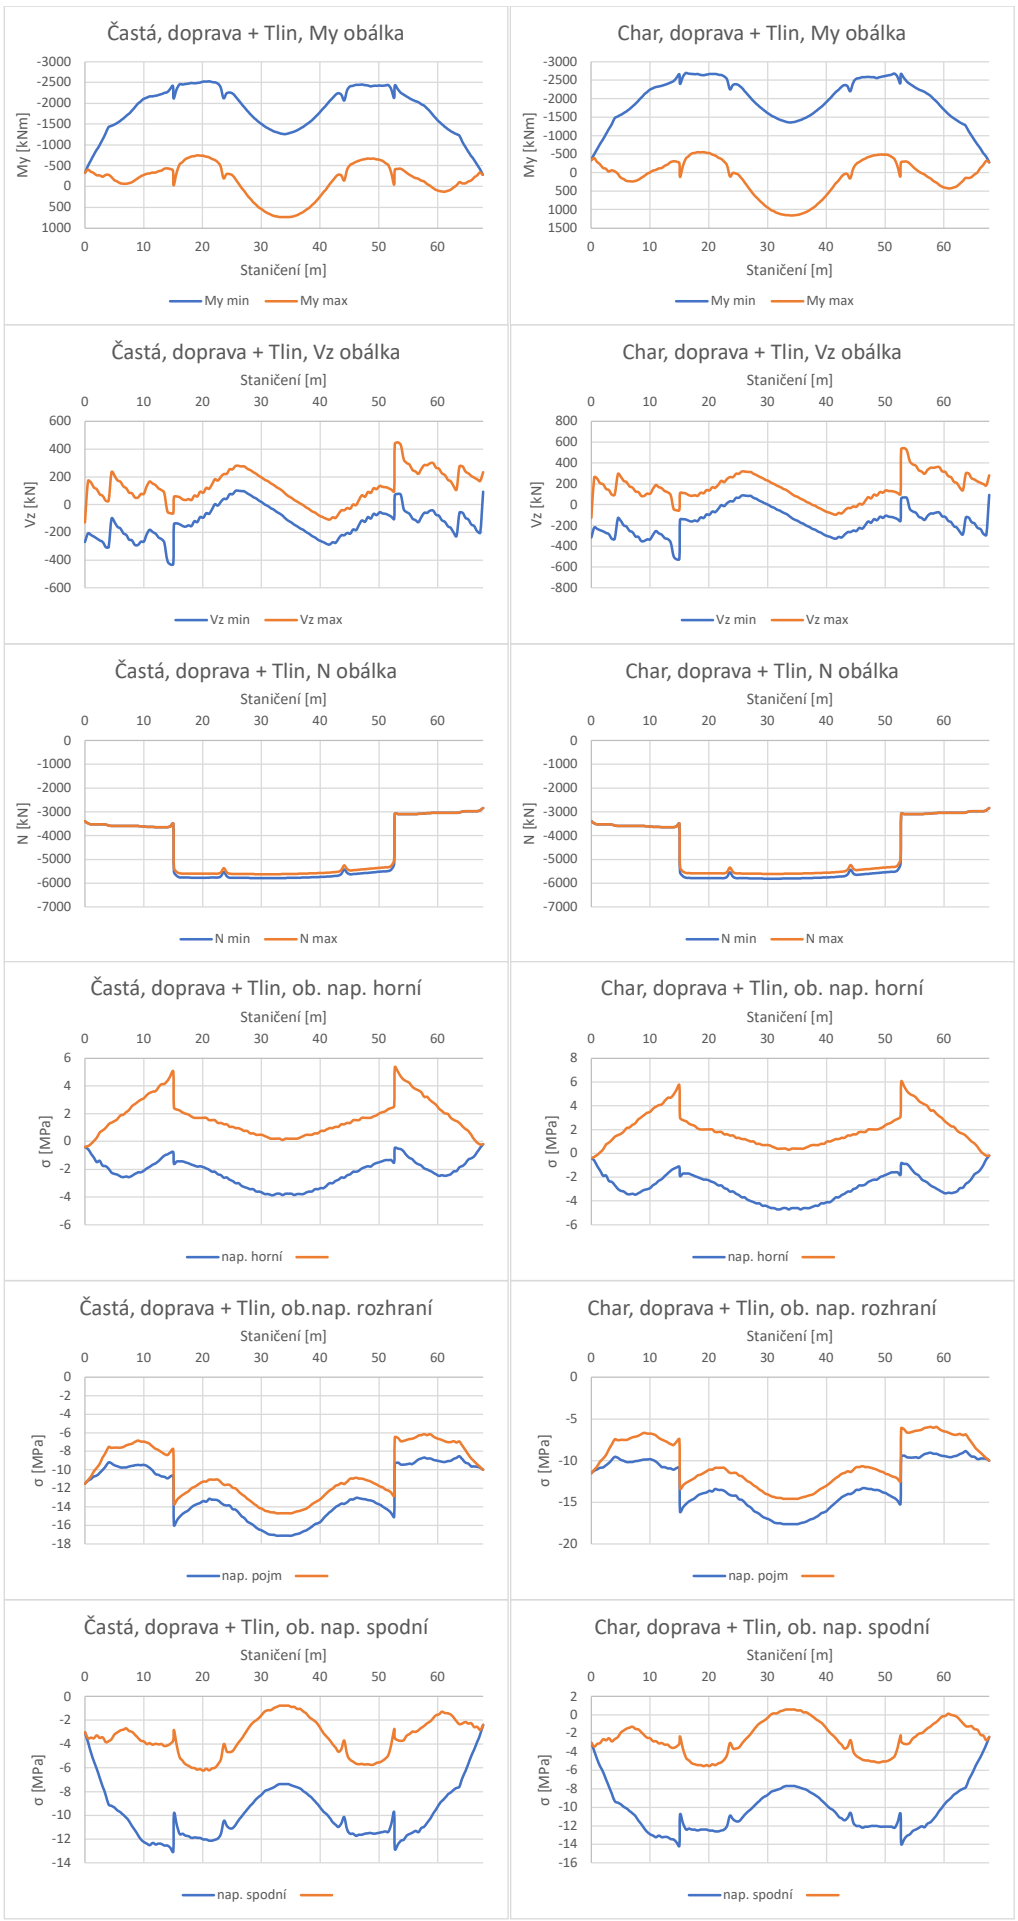 Častá, doprava + Tlin, My obálka
-3000
-2500
-2000
-1500
-1000
-500
0
500
1000
My [kNm]
0 10 20 30 40 50 60
Staničení [m]
My min My max
Char, doprava + Tlin, My obálka
-3000
-2500
-2000
-1500
-1000
-500
0
500
1000
1500
My [kNm]
0 10 20 30 40 50 60
Staničení [m]
My min My max
Častá, doprava + Tlin, Vz obálka
Staničení [m]
0 10 20 30 40 50 60
600
400
200
0
-200
-400
-600
Vz [kN]
Vz min Vz max
Char, doprava + Tlin, Vz obálka
Staničení [m]
0 10 20 30 40 50 60
800
600
400
200
0
-200
-400
-600
-800
Vz [kN]
Vz min Vz max
Častá, doprava + Tlin, N obálka
Staničení [m]
0 10 20 30 40 50 60
0
-1000
-2000
-3000
-4000
-5000
-6000
-7000
N [kN]
N min N max
Char, doprava + Tlin, N obálka
Staničení [m]
0 10 20 30 40 50 60
0
-1000
-2000
-3000
-4000
-5000
-6000
-7000
N [kN]
N min N max
Častá, doprava + Tlin, ob. nap. horní
Staničení [m]
0 10 20 30 40 50 60
6
4
2
0
-2
-4
-6
σ [MPa]
nap. horní
Char, doprava + Tlin, ob. nap. horní
Staničení [m]
0 10 20 30 40 50 60
8
6
4
2
0
-2
-4
-6
σ [MPa]
nap. horní
Častá, doprava + Tlin, ob.nap. rozhraní
Staničení [m]
0 10 20 30 40 50 60
0
-2
-4
-6
-8
-10
-12
-14
-16
-18
σ [MPa]
nap. pojm
Char, doprava + Tlin, ob. nap. rozhraní
Staničení [m]
0 10 20 30 40 50 60
0
-5
-10
-15
-20
σ [MPa]
nap. pojm
Častá, doprava + Tlin, ob. nap. spodní
Staničení [m]
0 10 20 30 40 50 60
0
-2
-4
-6
-8
-10
-12
-14
σ [MPa]
nap. spodní
Char, doprava + Tlin, ob. nap. spodní
Staničení [m]
0 10 20 30 40 50 60
2
0
-2
-4
-6
-8
-10
-12
-14
-16
σ [MPa]
nap. spodní